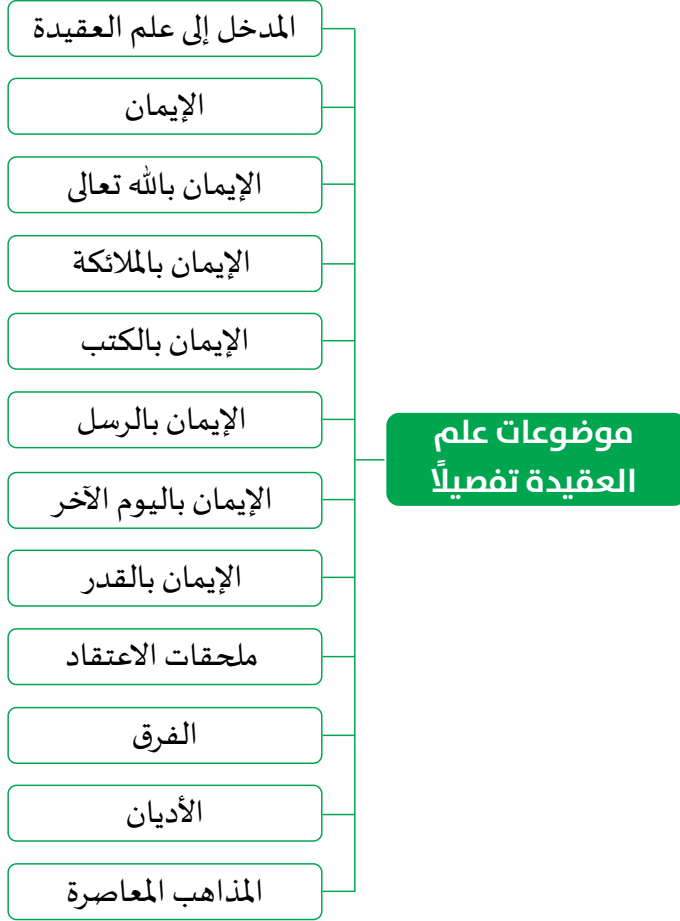 موضوعات علم
العقيدة تفصيلاً
المدخل إلى علم العقيدة
الإيمان
الإيمان بالله تعالى
الإيمان بالملائكة
الإيمان بالكتب
الإيمان بالرسل
الإيمان باليوم الآخر
الإيمان بالقدر
ملحقات الاعتقاد
الفرق
الأديان
المذاهب المعاصرة